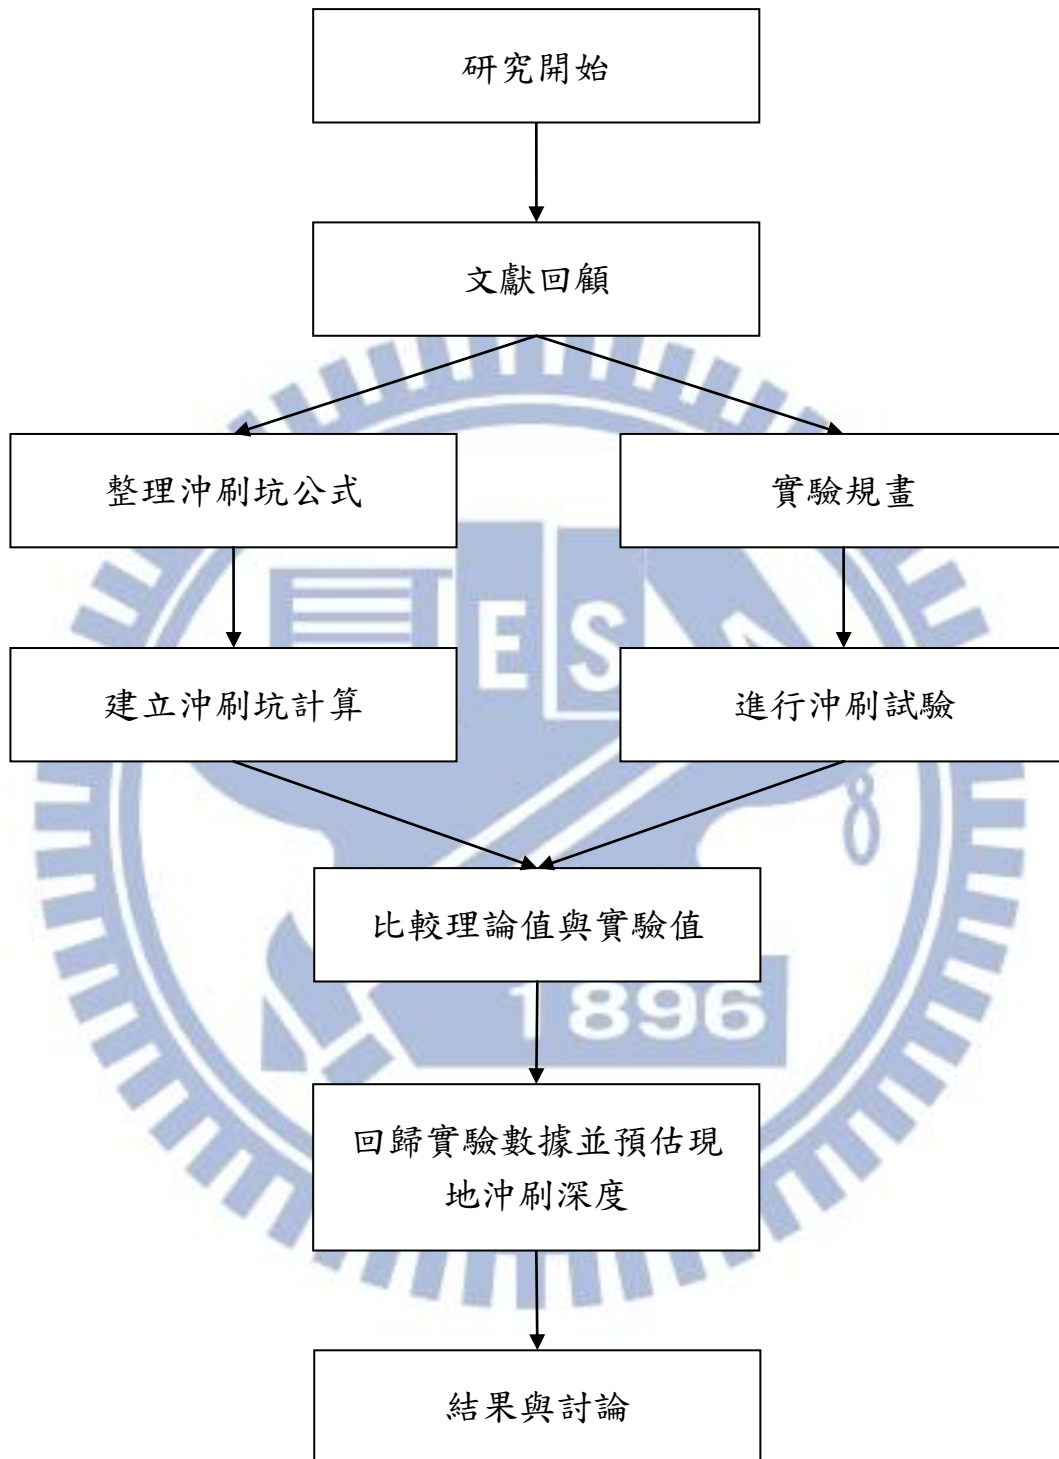 研究開始
文獻回顧
整理沖刷坑公式
實驗規畫
ES
建立沖刷坑計算
進行沖刷試驗
比較理論值與實驗值
1896
回歸實驗數據並預估現
地沖刷深度
結果與討論